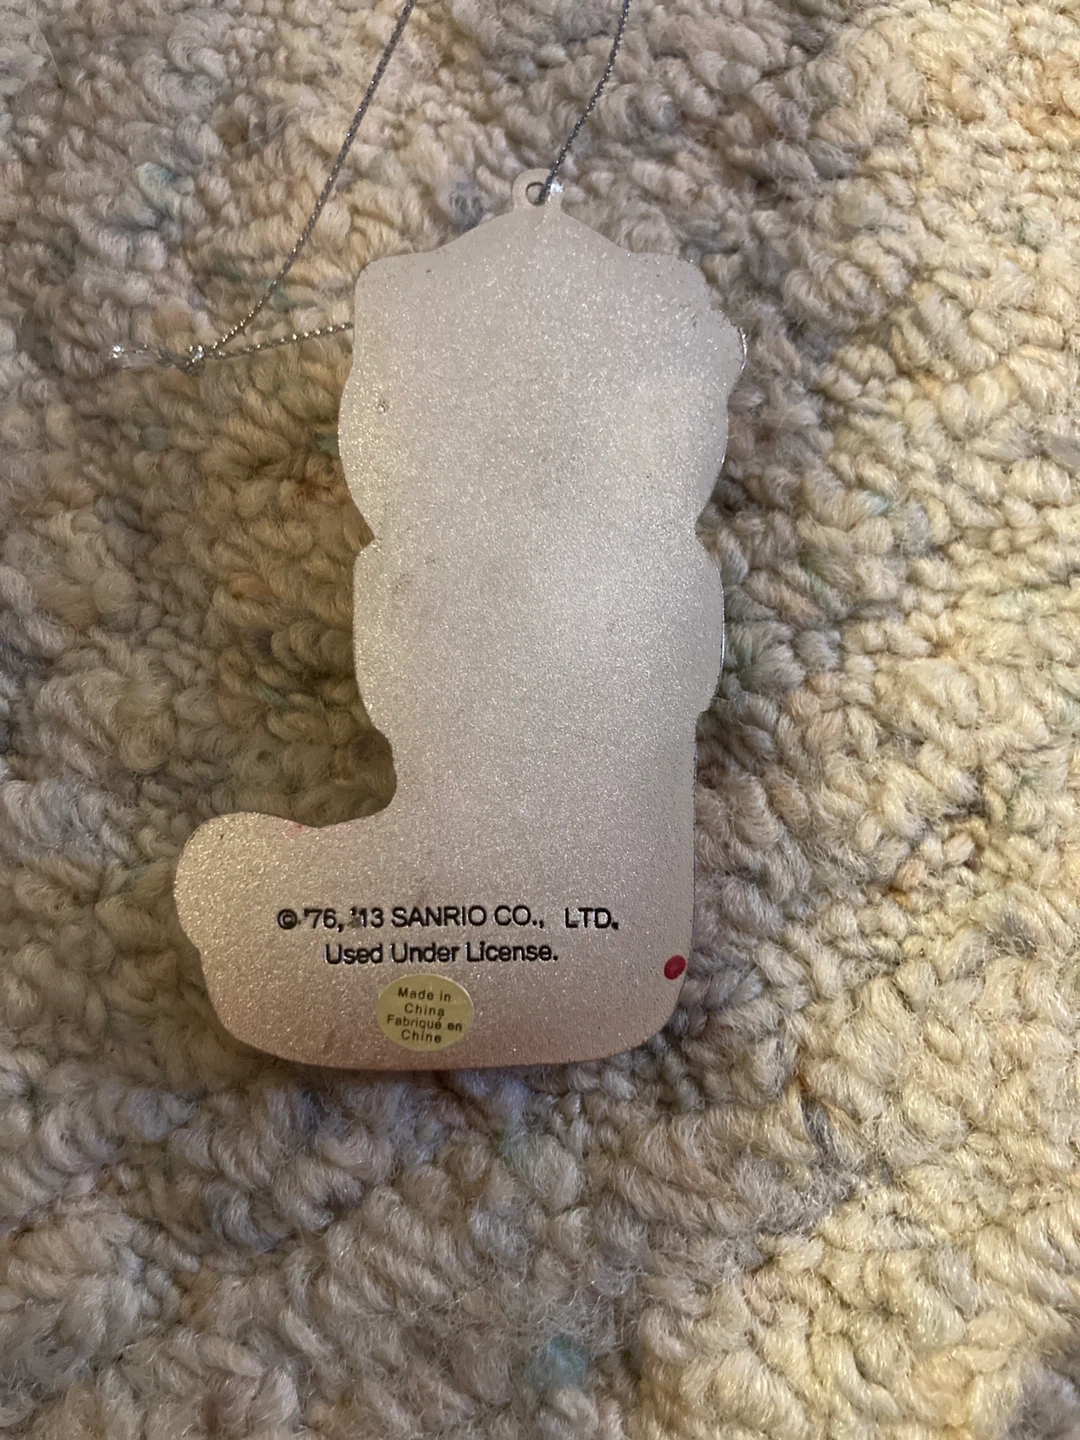 © '76, '13 SANRIO CO., LTD.
Used Under License.
Made in
China
Fabriqué en
Chine